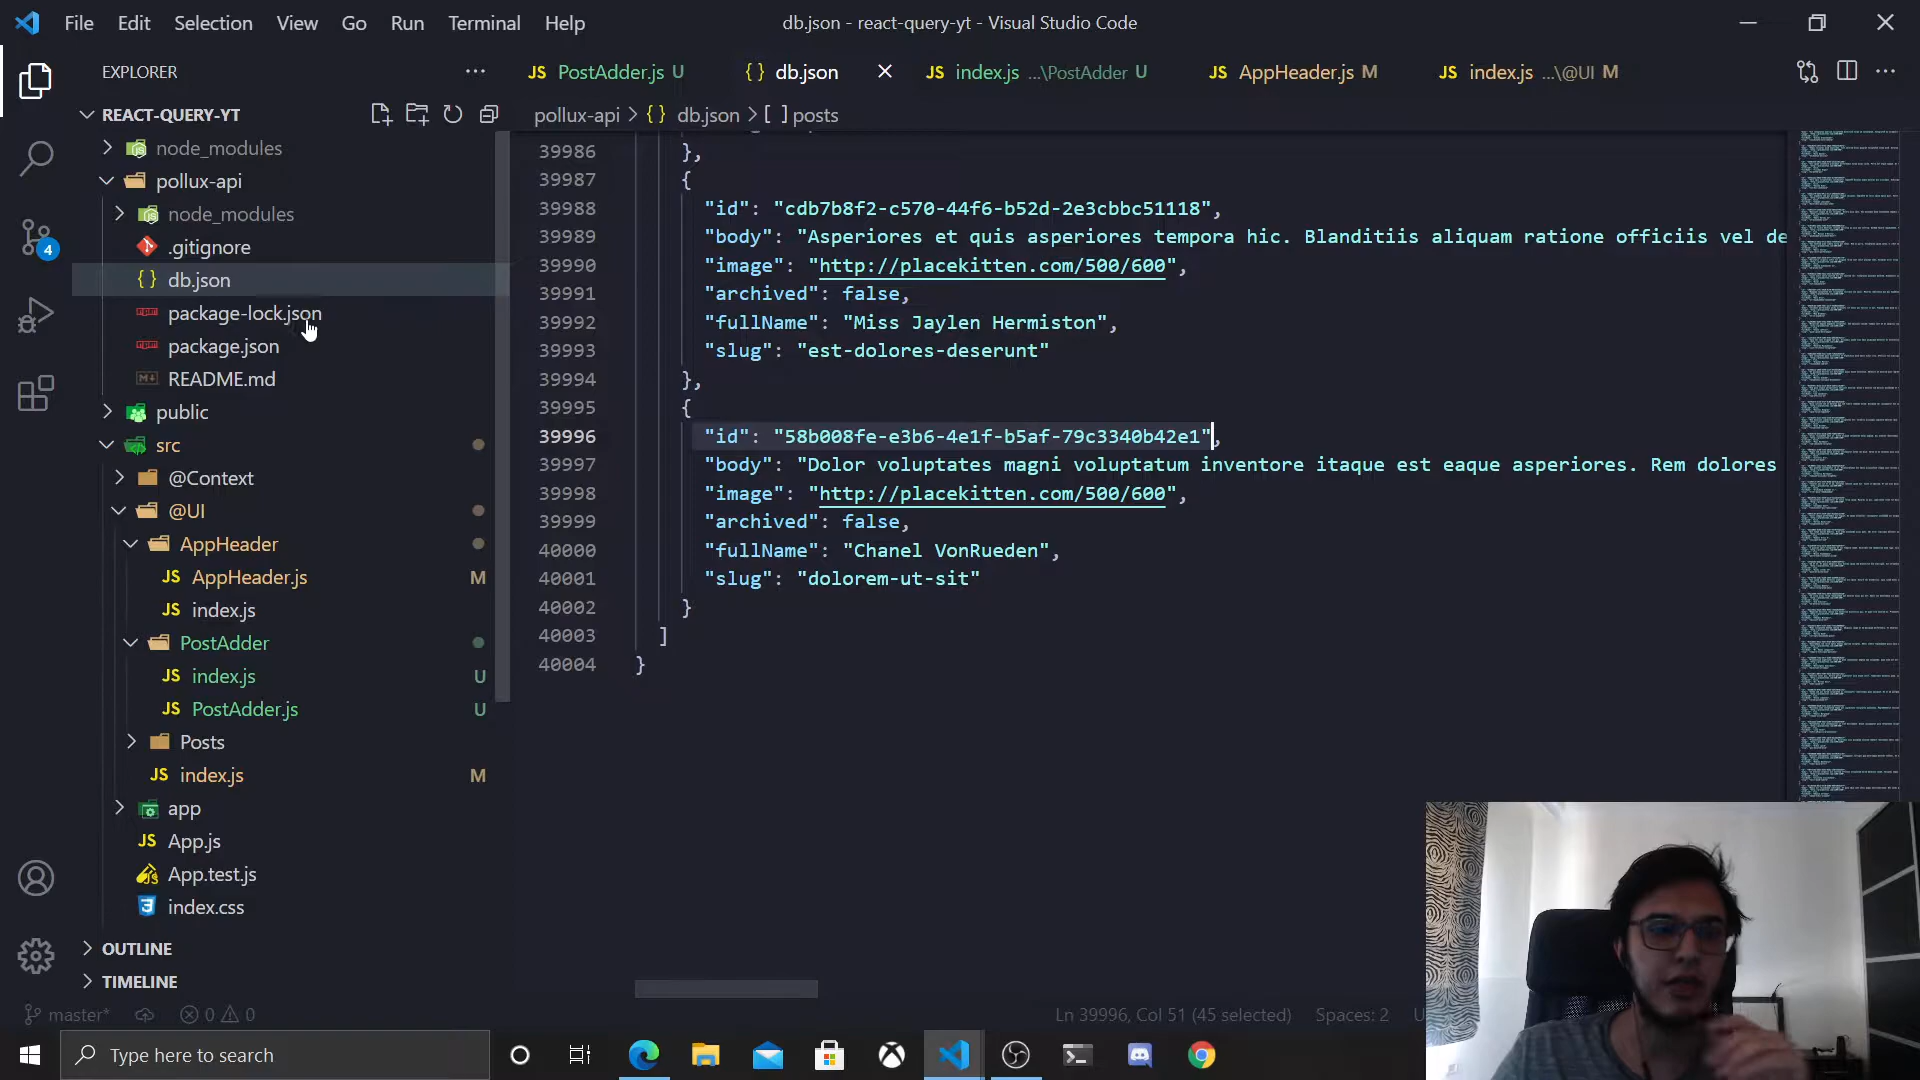 File Edit Selection View Go Run Terminal Help
db.json - react-query-yt - Visual Studio Code
EXPLORER
JS PostAdder.js U
{} db.json
JS index.js ...\PostAdder U
JS AppHeader.js M
JS index.js ...\@UI M
REACT-QUERY-YT
pollux-api > {} db.json > [ ] posts
node_modules
pollux-api
node_modules
.gitignore
{} db.json
package-lock.json
package.json
README.md
public
src
@Context
@UI
AppHeader
JS AppHeader.js M
JS index.js
PostAdder
JS index.js U
JS PostAdder.js U
Posts
JS index.js M
app
JS App.js
App.test.js
index.css
OUTLINE
TIMELINE
4
39986 },
39987 {
39988 "id": "cdb7b8f2-c570-44f6-b52d-2e3cbbc51118",
39989 "body": "Asperiores et quis asperiores tempora hic. Blanditiis aliquam ratione officiis vel de
39990 "image": "http://placekitten.com/500/600",
39991 "archived": false,
39992 "fullName": "Miss Jaylen Hermiston",
39993 "slug": "est-dolores-deserunt"
39994 },
39995 {
39996 "id": "58b008fe-e3b6-4e1f-b5af-79c3340b42e1",
39997 "body": "Dolor voluptates magni voluptatum inventore itaque est eaque asperiores. Rem dolores
39998 "image": "http://placekitten.com/500/600",
39999 "archived": false,
40000 "fullName": "Chanel VonRueden",
40001 "slug": "dolorem-ut-sit"
40002 }
40003 ]
40004 }
master* 0 0
Ln 39996, Col 51 (45 selected) Spaces: 2 U
Type here to search